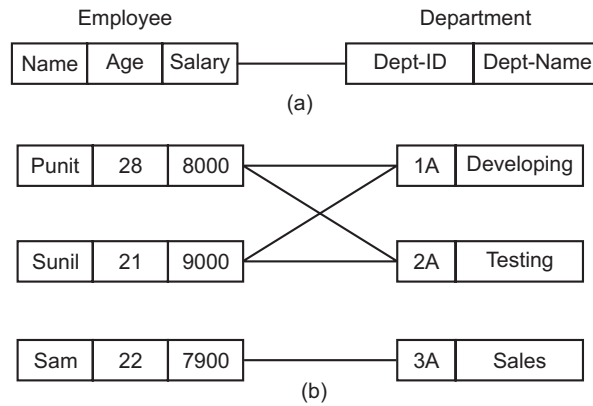 Employee Department
Name Age Salary Dept-ID Dept-Name
(a)
Punit 28 8000 1A Developing
Sunil 21 9000 2A Testing
Sam 22 7900 3A Sales
(b)